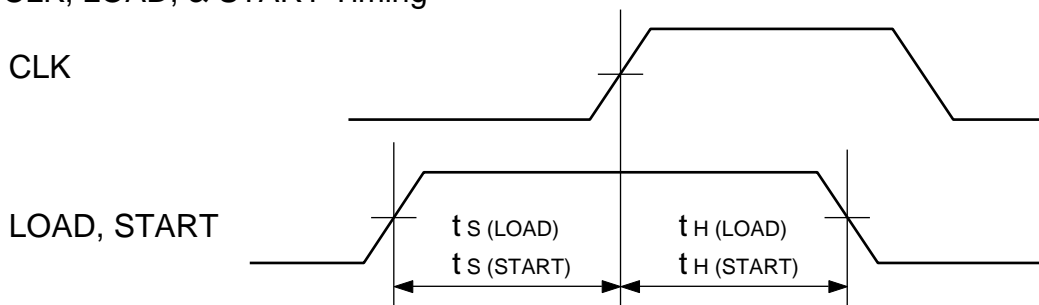 CLK, LOAD, & START Timing
CLK
LOAD, START
t S (LOAD)
t H (LOAD)
t S (START)
t H (START)